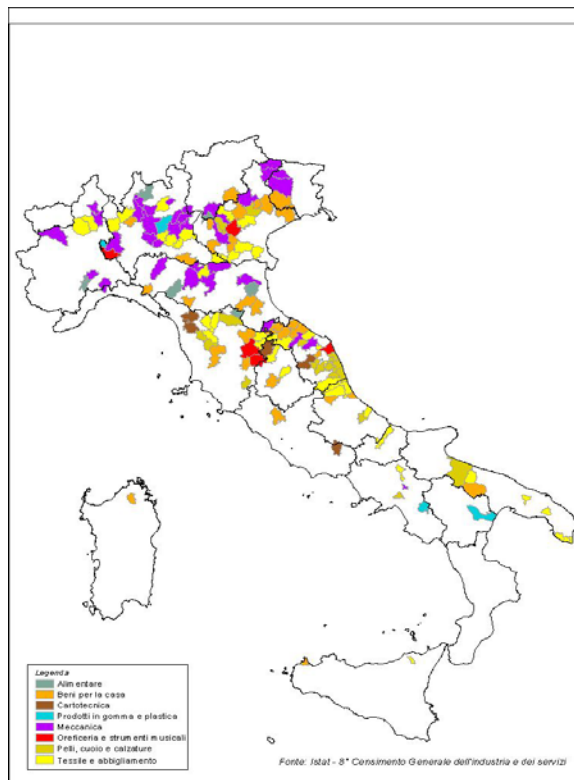 Legenda
Alimentare
Beni per la casa
Cartotecnica
Prodotti in gomma e plastica
Meccanica
Oreficeria e strumenti musicali
Pelli, cuoio e calzature
Tessile e abbigliamento
Fonte: Istat - 8° Censimento Generale dell'industria e dei servizi